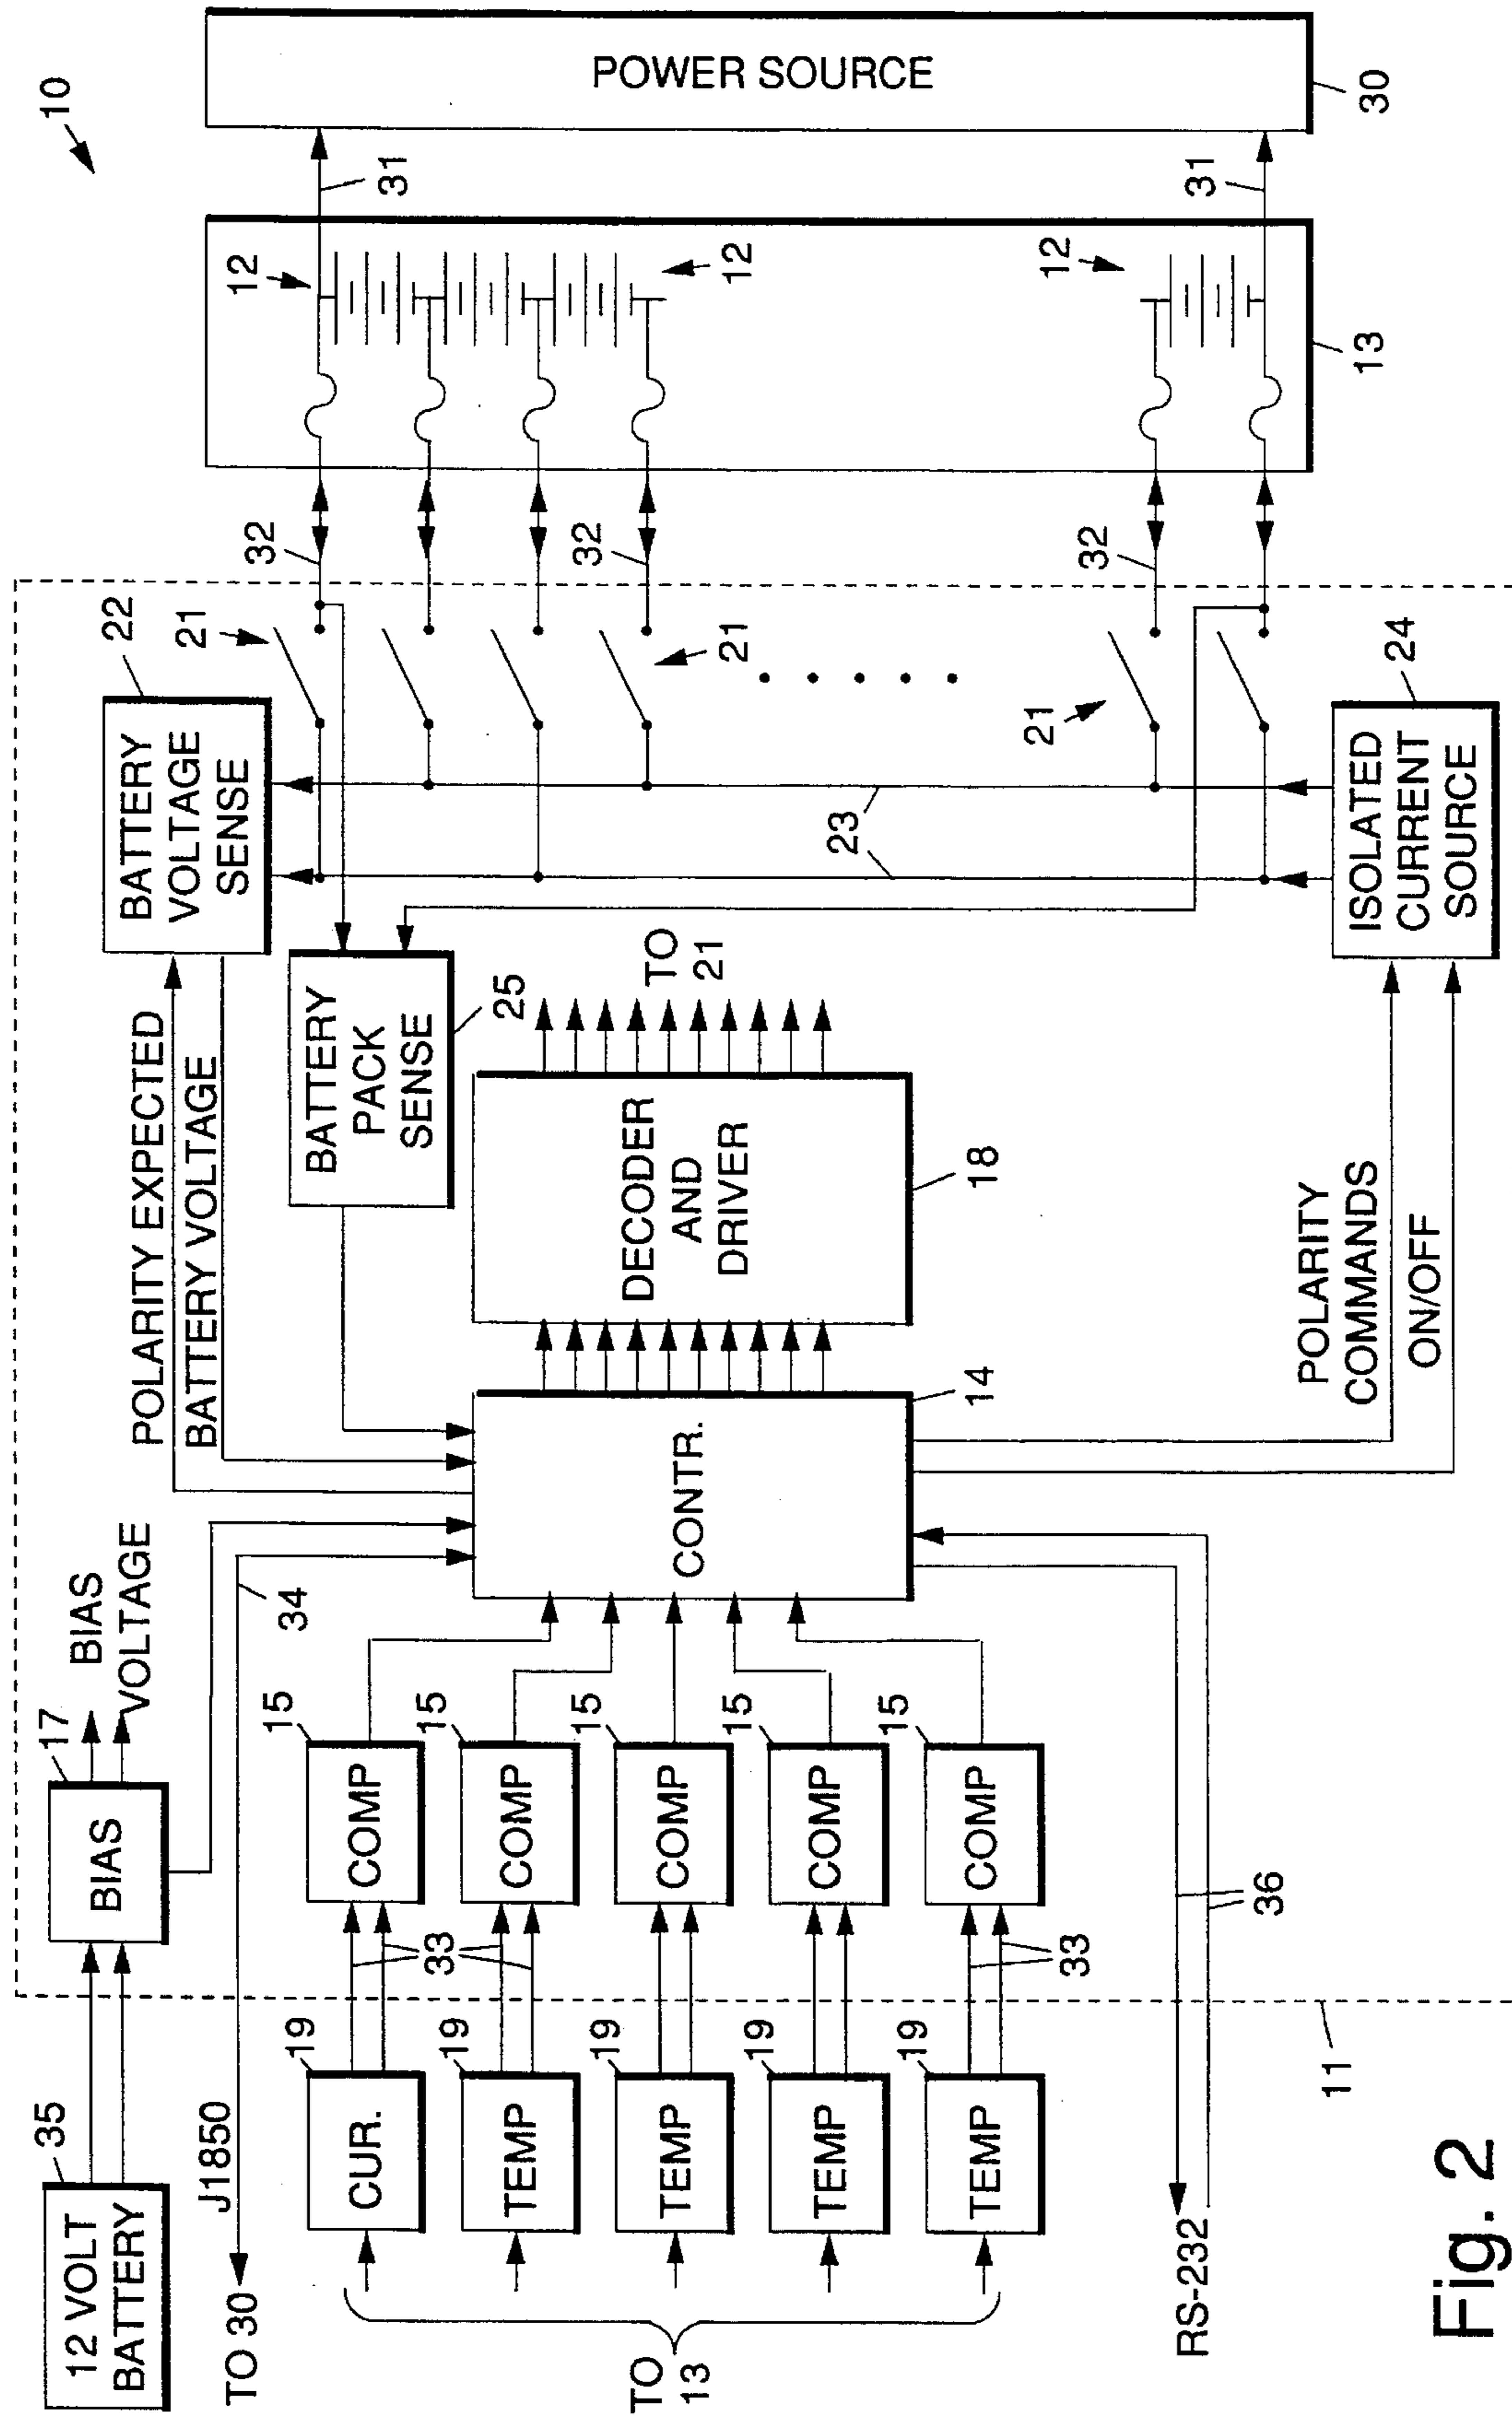 10
POWER SOURCE
30
31
31
12
12
12
13
32
32
32
22
21
21
21
BATTERY
VOLTAGE
SENSE
23
24
ISOLATED
CURRENT
SOURCE
POLARITY EXPECTED
BATTERY VOLTAGE
BATTERY
PACK
SENSE
25
TO
21
DECODER
AND
DRIVER
18
CONTR.
14
POLARITY
COMMANDS
ON/OFF
BIAS
VOLTAGE
17
BIAS
34
15
COMP
15
COMP
15
COMP
15
COMP
15
COMP
33
33
36
35
12 VOLT
BATTERY
J1850
TO 30
19
CUR.
19
TEMP
19
TEMP
19
TEMP
19
TEMP
TO
13
RS-232
11
Fig. 2